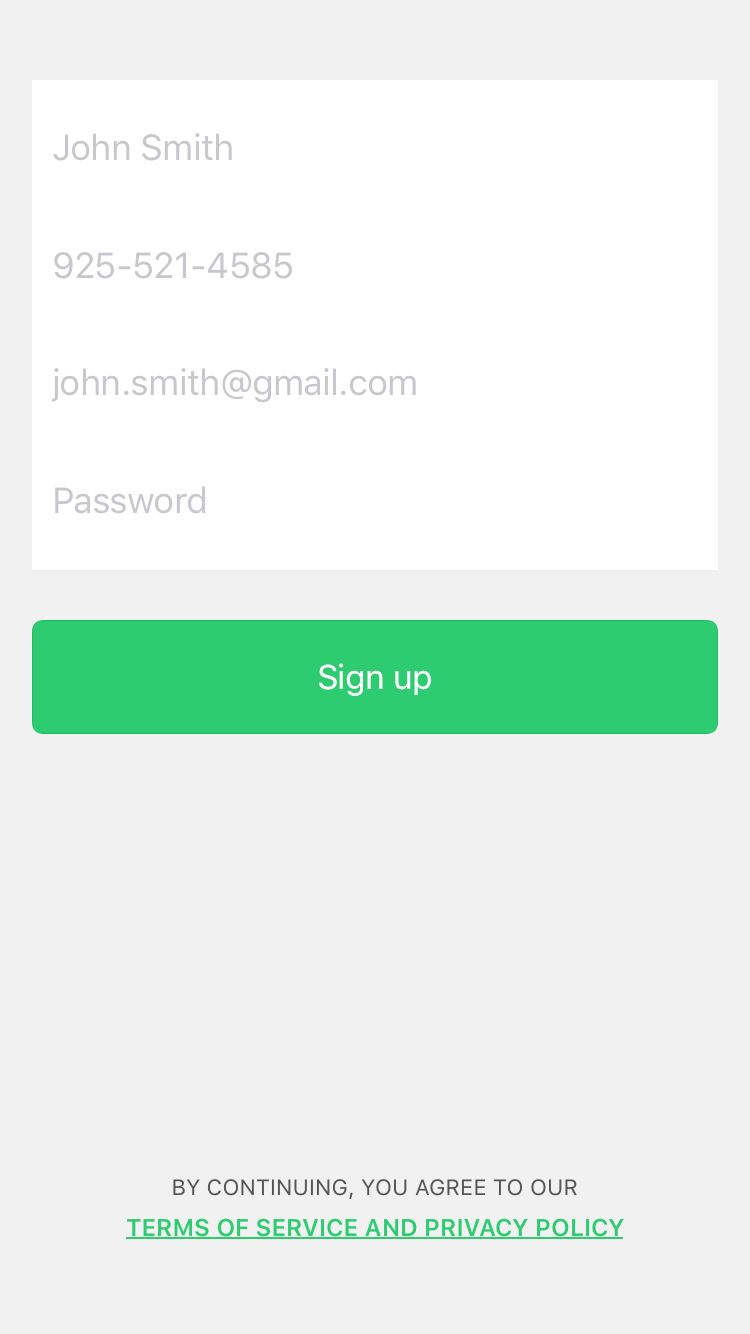 John Smith
925-521-4585
john.smith@gmail.com
Password
Sign up
BY CONTINUING, YOU AGREE TO OUR
TERMS OF SERVICE AND PRIVACY POLICY